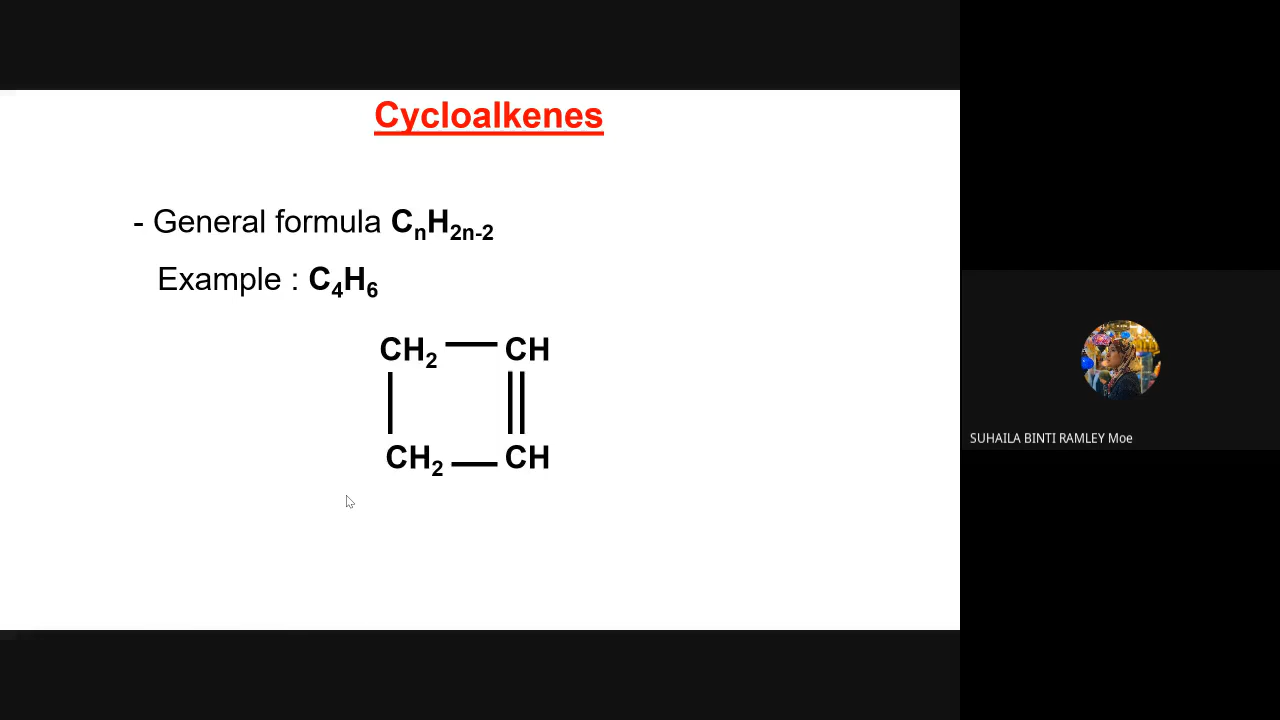 Cycloalkenes
- General formula CₙH₂ₙ₋₂
Example : C₄H₆
CH₂ CH
CH₂ CH
SUHAILA BINTI RAMLEY Moe